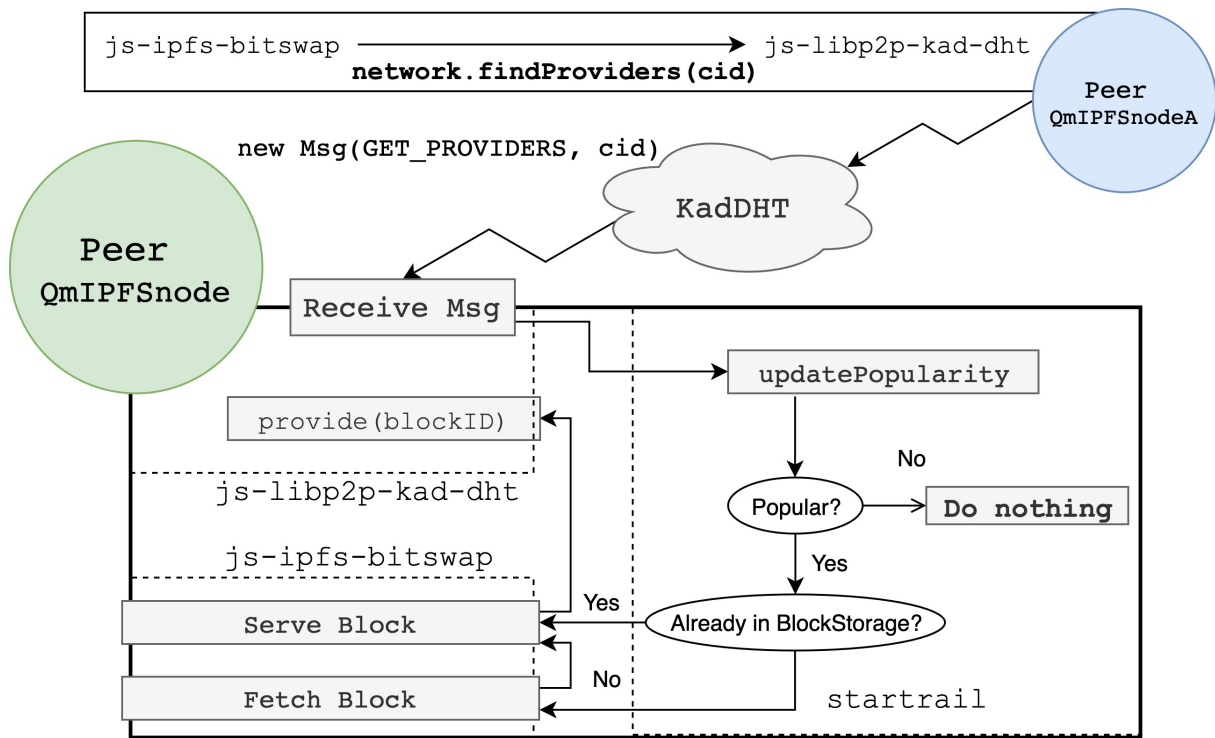 js-ipfs-bitswap
js-libp2p-kad-dht
network.findProviders(cid)
Peer
QmIPFSnodeA
new Msg(GET_PROVIDERS, cid)
KadDHT
Peer
QmIPFSnode
Receive Msg
updatePopularity
provide(blockID)
No
js-libp2p-kad-dht
Popular?
Do nothing
js-ipfs-bitswap
Yes
Yes
Serve Block
Already in BlockStorage?
No
Fetch Block
startrail